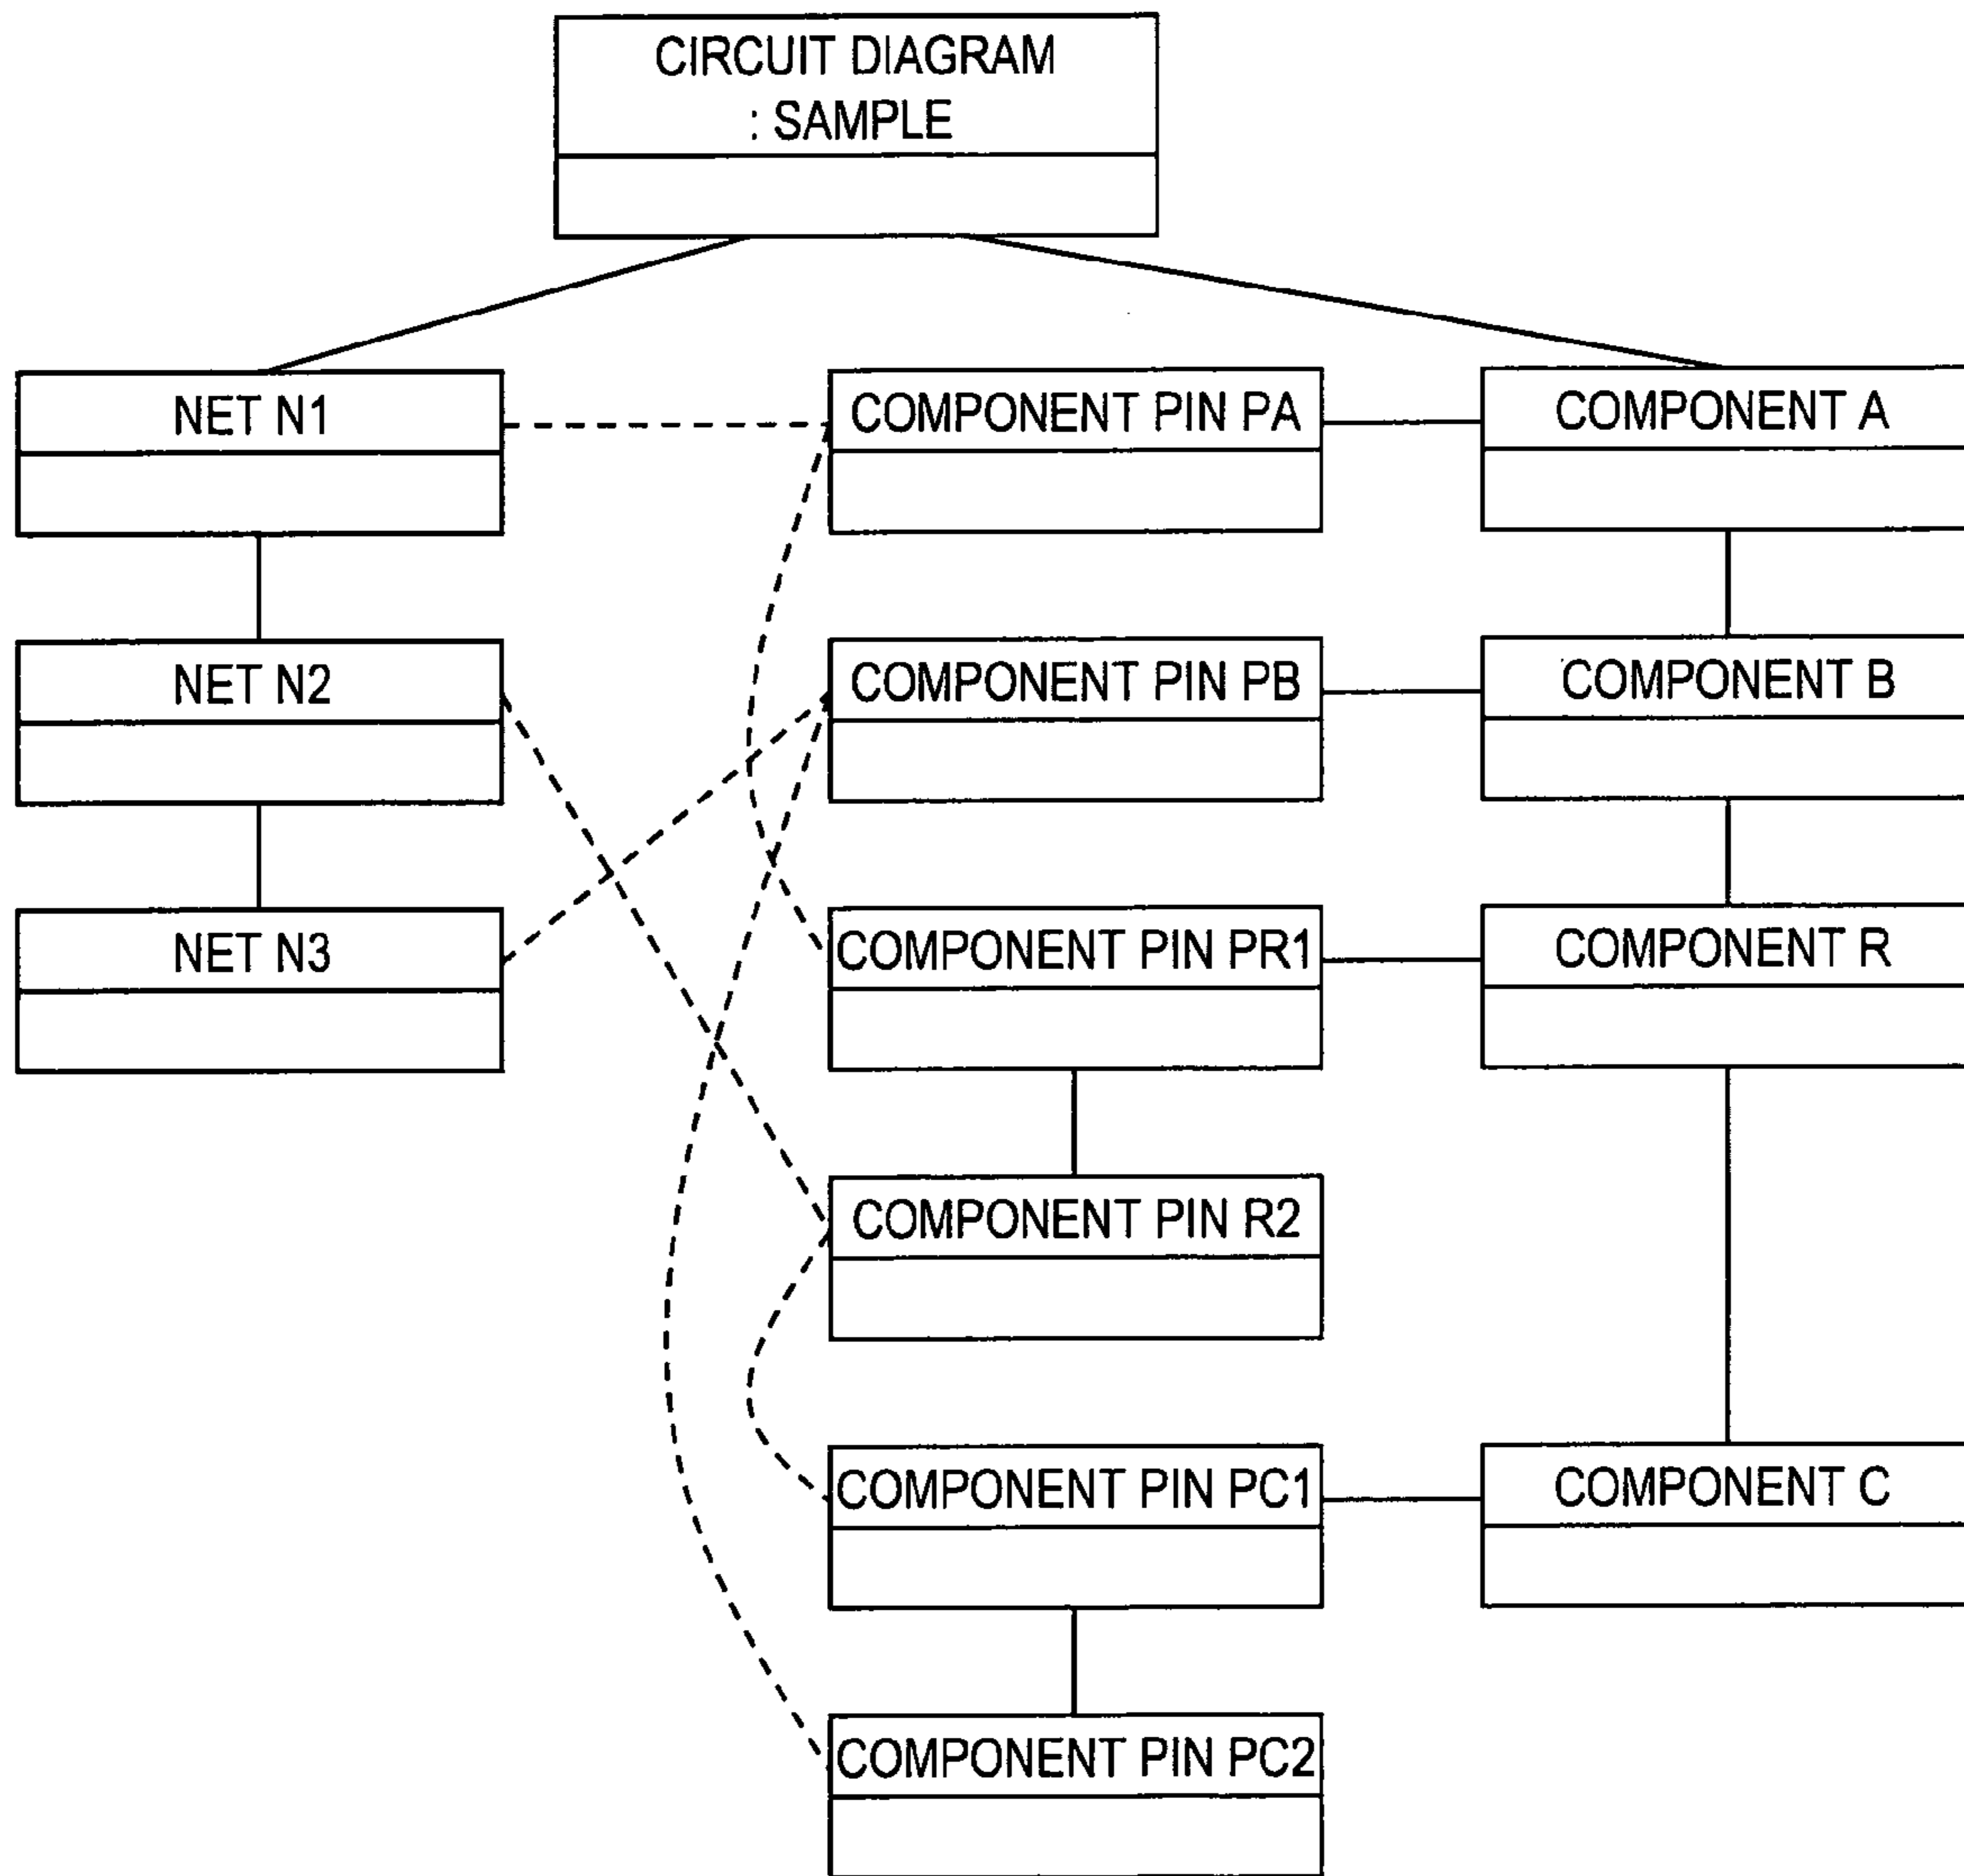 CIRCUIT DIAGRAM
: SAMPLE
NET N1
COMPONENT PIN PA
COMPONENT A
NET N2
COMPONENT PIN PB
COMPONENT B
NET N3
COMPONENT PIN PR1
COMPONENT R
COMPONENT PIN R2
COMPONENT PIN PC1
COMPONENT C
COMPONENT PIN PC2